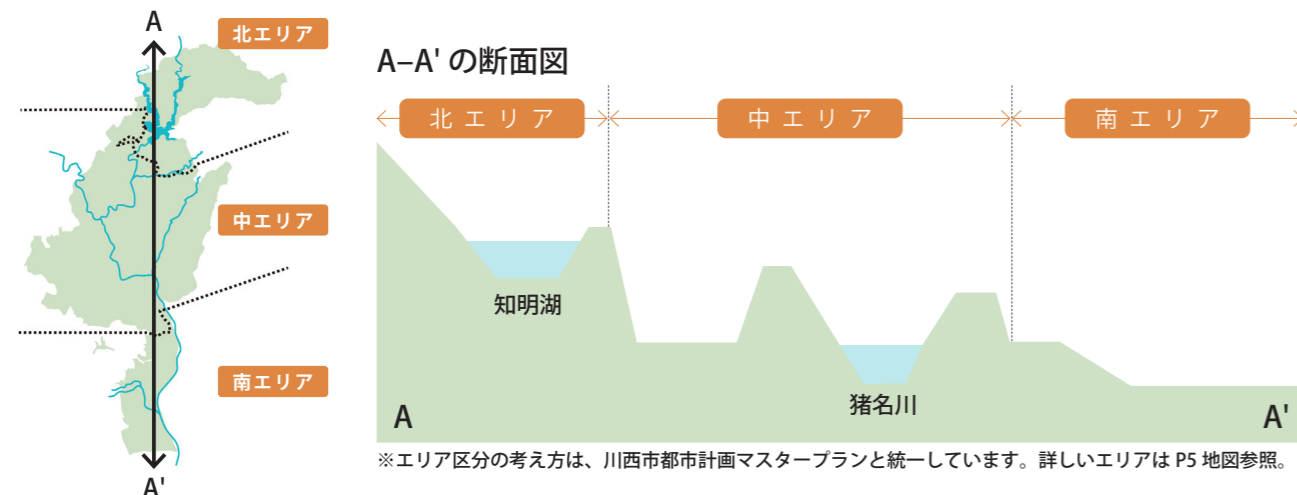 A
北エリア
中エリア
南エリア
A'
A–A' の断面図
北エリア
中エリア
南エリア
知明湖
猪名川
A
A'
※エリア区分の考え方は、川西市都市計画マスタープランと統一しています。詳しいエリアは P5 地図参照。